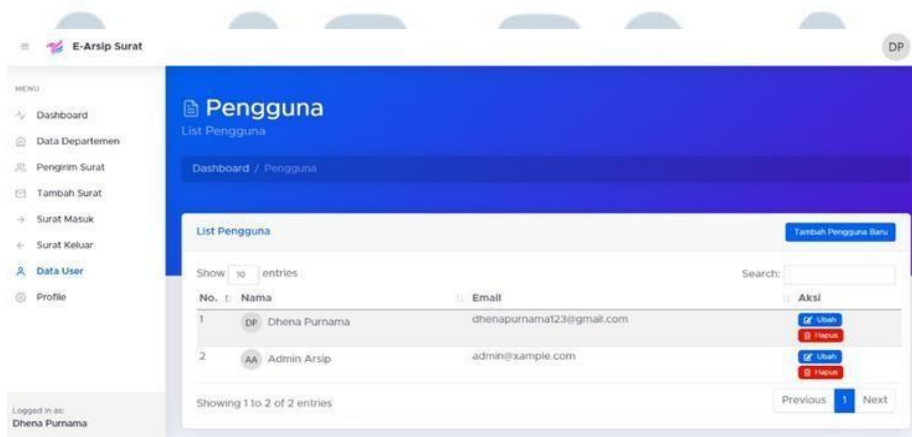 E-Arsip Surat
DP
MENU
Dashboard
Data Departemen
Pengirim Surat
Tambah Surat
Surat Masuk
Surat Keluar
Data User
Profile
Logged in as:
Dhena Purnama
Pengguna
List Pengguna
Dashboard / Pengguna
List Pengguna
Tambah Pengguna Baru
Show 10 entries
Search:
No. Nama Email Aksi
1 DP Dhena Purnama dhenapurnama123@gmail.com Ubah
Hapus
2 AA Admin Arsip admin@xample.com Ubah
Hapus
Showing 1 to 2 of 2 entries
Previous 1 Next